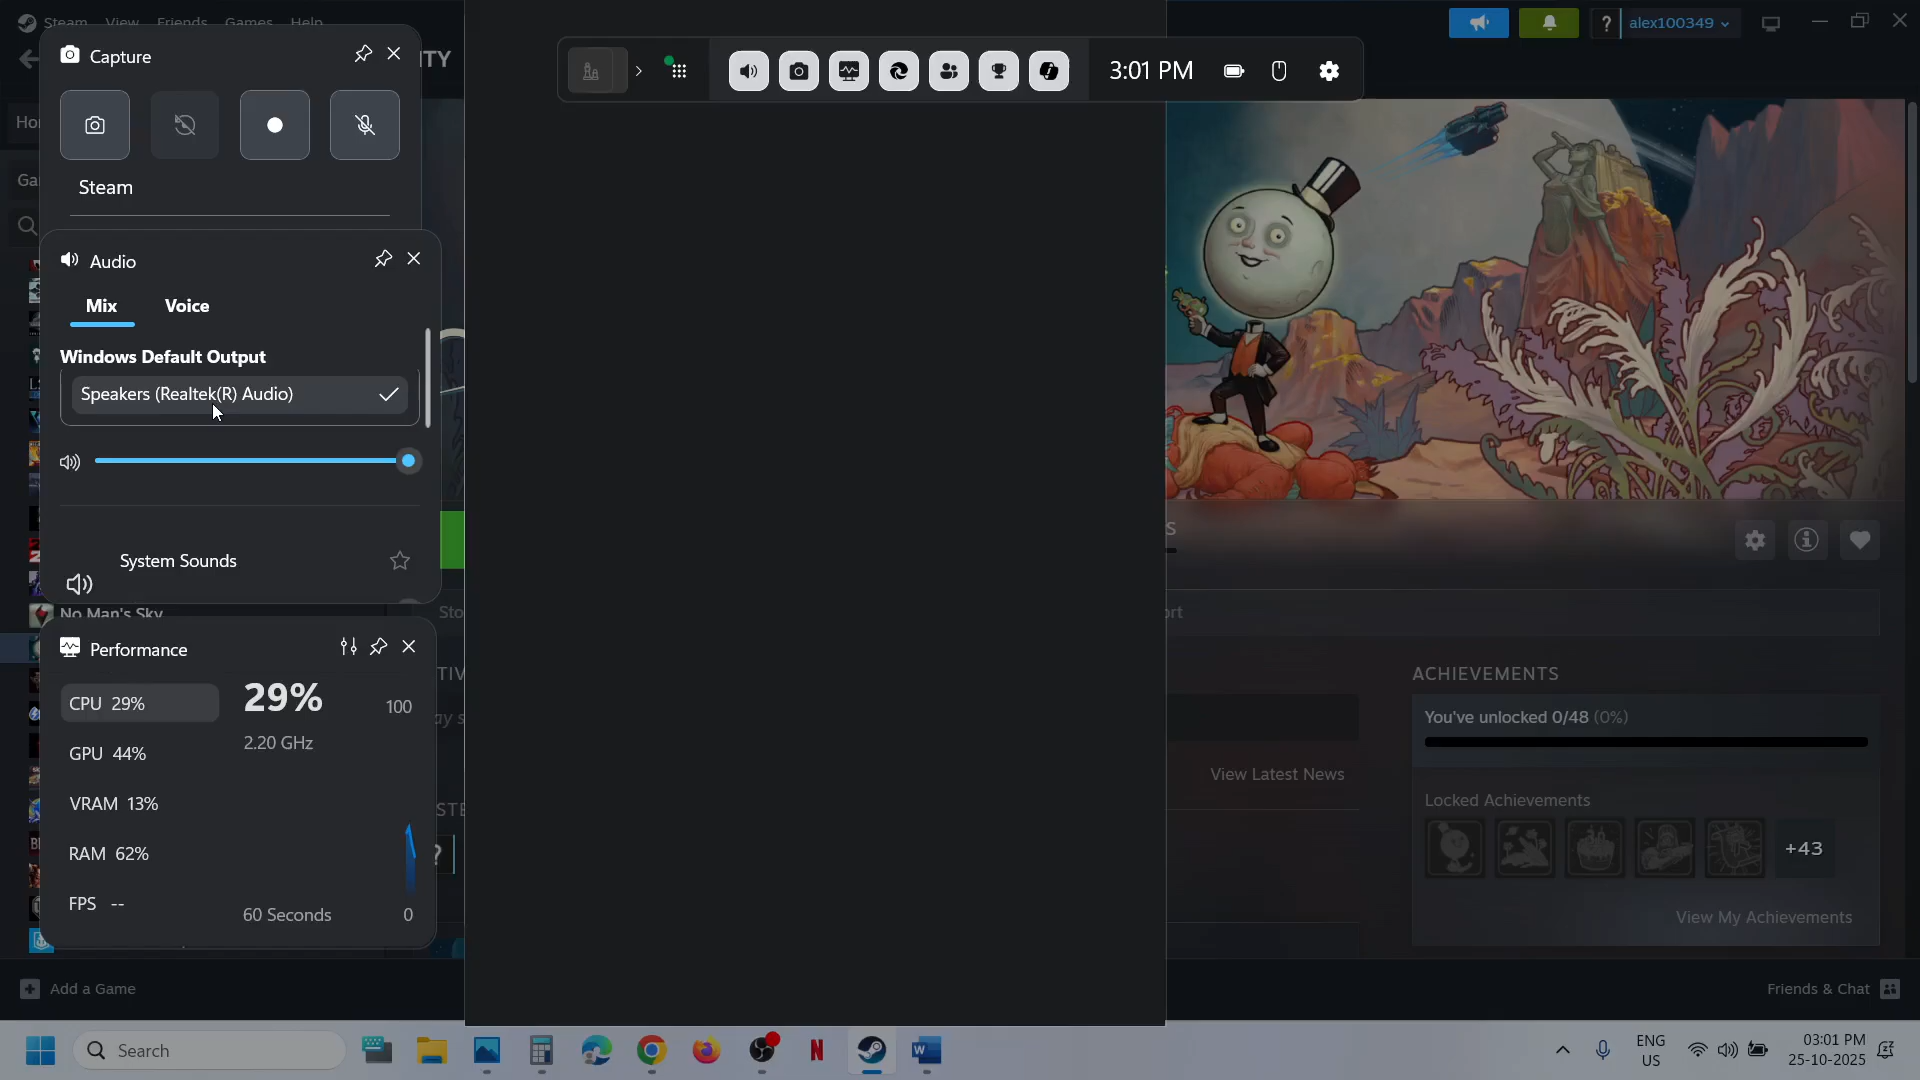 Steam View Friends Games Help
ITY
alex100349
Capture
Steam
3:01 PM
Audio
Mix Voice
Windows Default Output
Speakers (Realtek(R) Audio)
System Sounds
No Man's Sky
Performance
CPU 29%
29%
100
2.20 GHz
GPU 44%
VRAM 13%
RAM 62%
FPS --
60 Seconds
0
ACHIEVEMENTS
You've unlocked 0/48 (0%)
View Latest News
Locked Achievements
+43
View My Achievements
Add a Game
Friends & Chat
Search
ENG
US
03:01 PM
25-10-2025